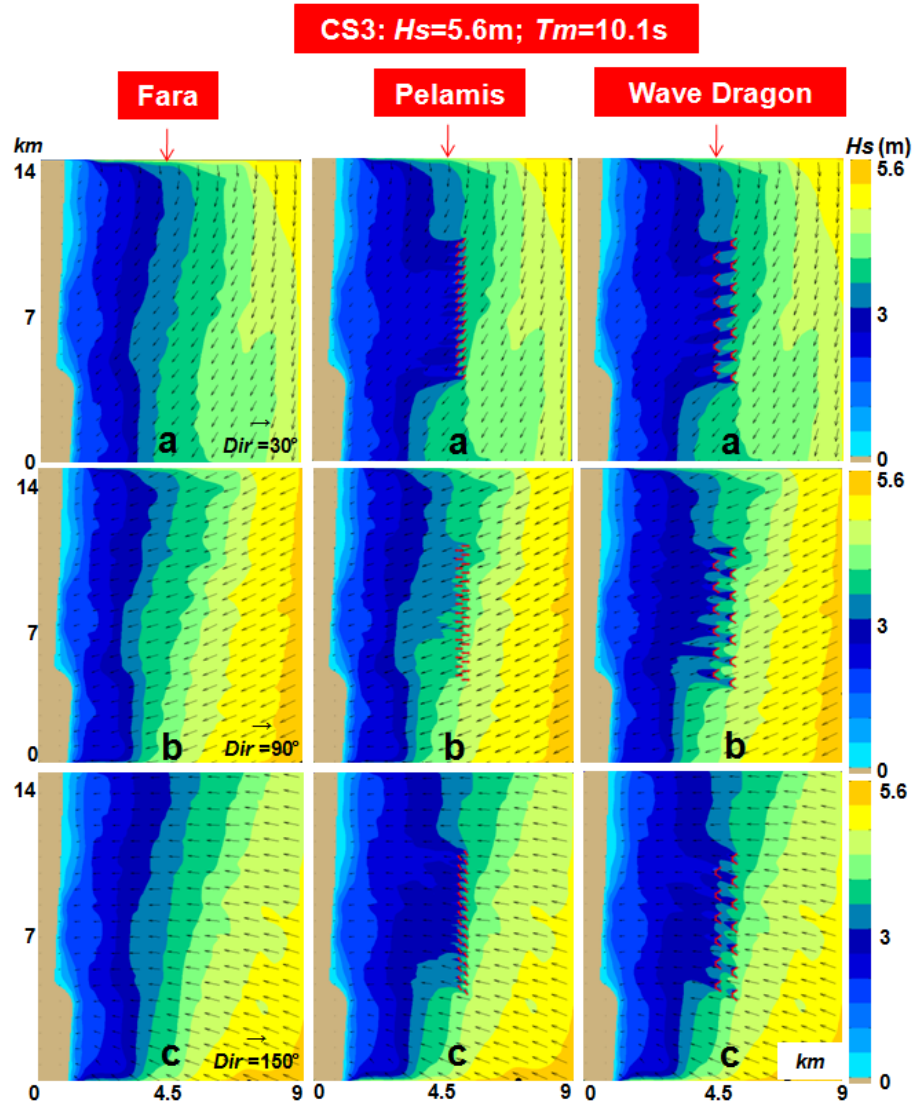 CS3: Hs=5.6m; Tm=10.1s
Fara
Pelamis
Wave Dragon
km
Hs (m)
14
7
0
a
Dir =30°
a
a
5.6
3
0
14
7
0
b
Dir =90°
b
b
5.6
3
0
14
7
c
Dir =150°
c
c
km
5.6
3
0
0
4.5
9
0
4.5
9
0
4.5
9